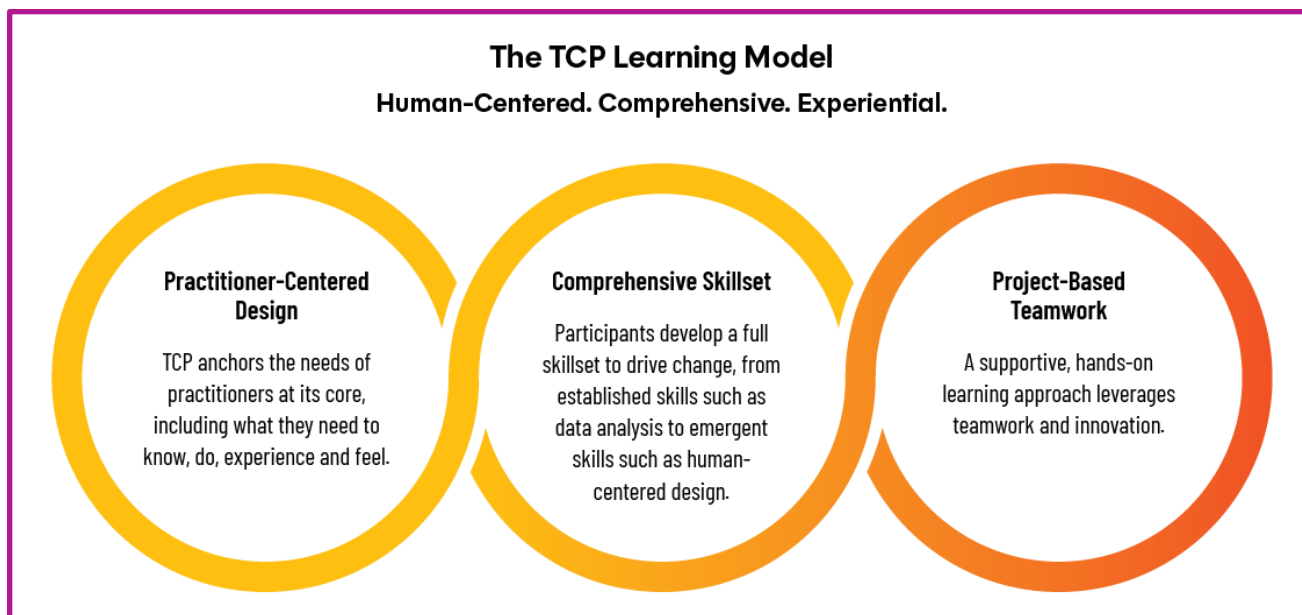 The TCP Learning Model
Human-Centered. Comprehensive. Experiential.
Practitioner-Centered
Design
TCP anchors the needs of
practitioners at its core,
including what they need to
know, do, experience and feel.
Comprehensive Skillset
Participants develop a full
skillset to drive change, from
established skills such as
data analysis to emergent
skills such as human-
centered design.
Project-Based
Teamwork
A supportive, hands-on
learning approach leverages
teamwork and innovation.